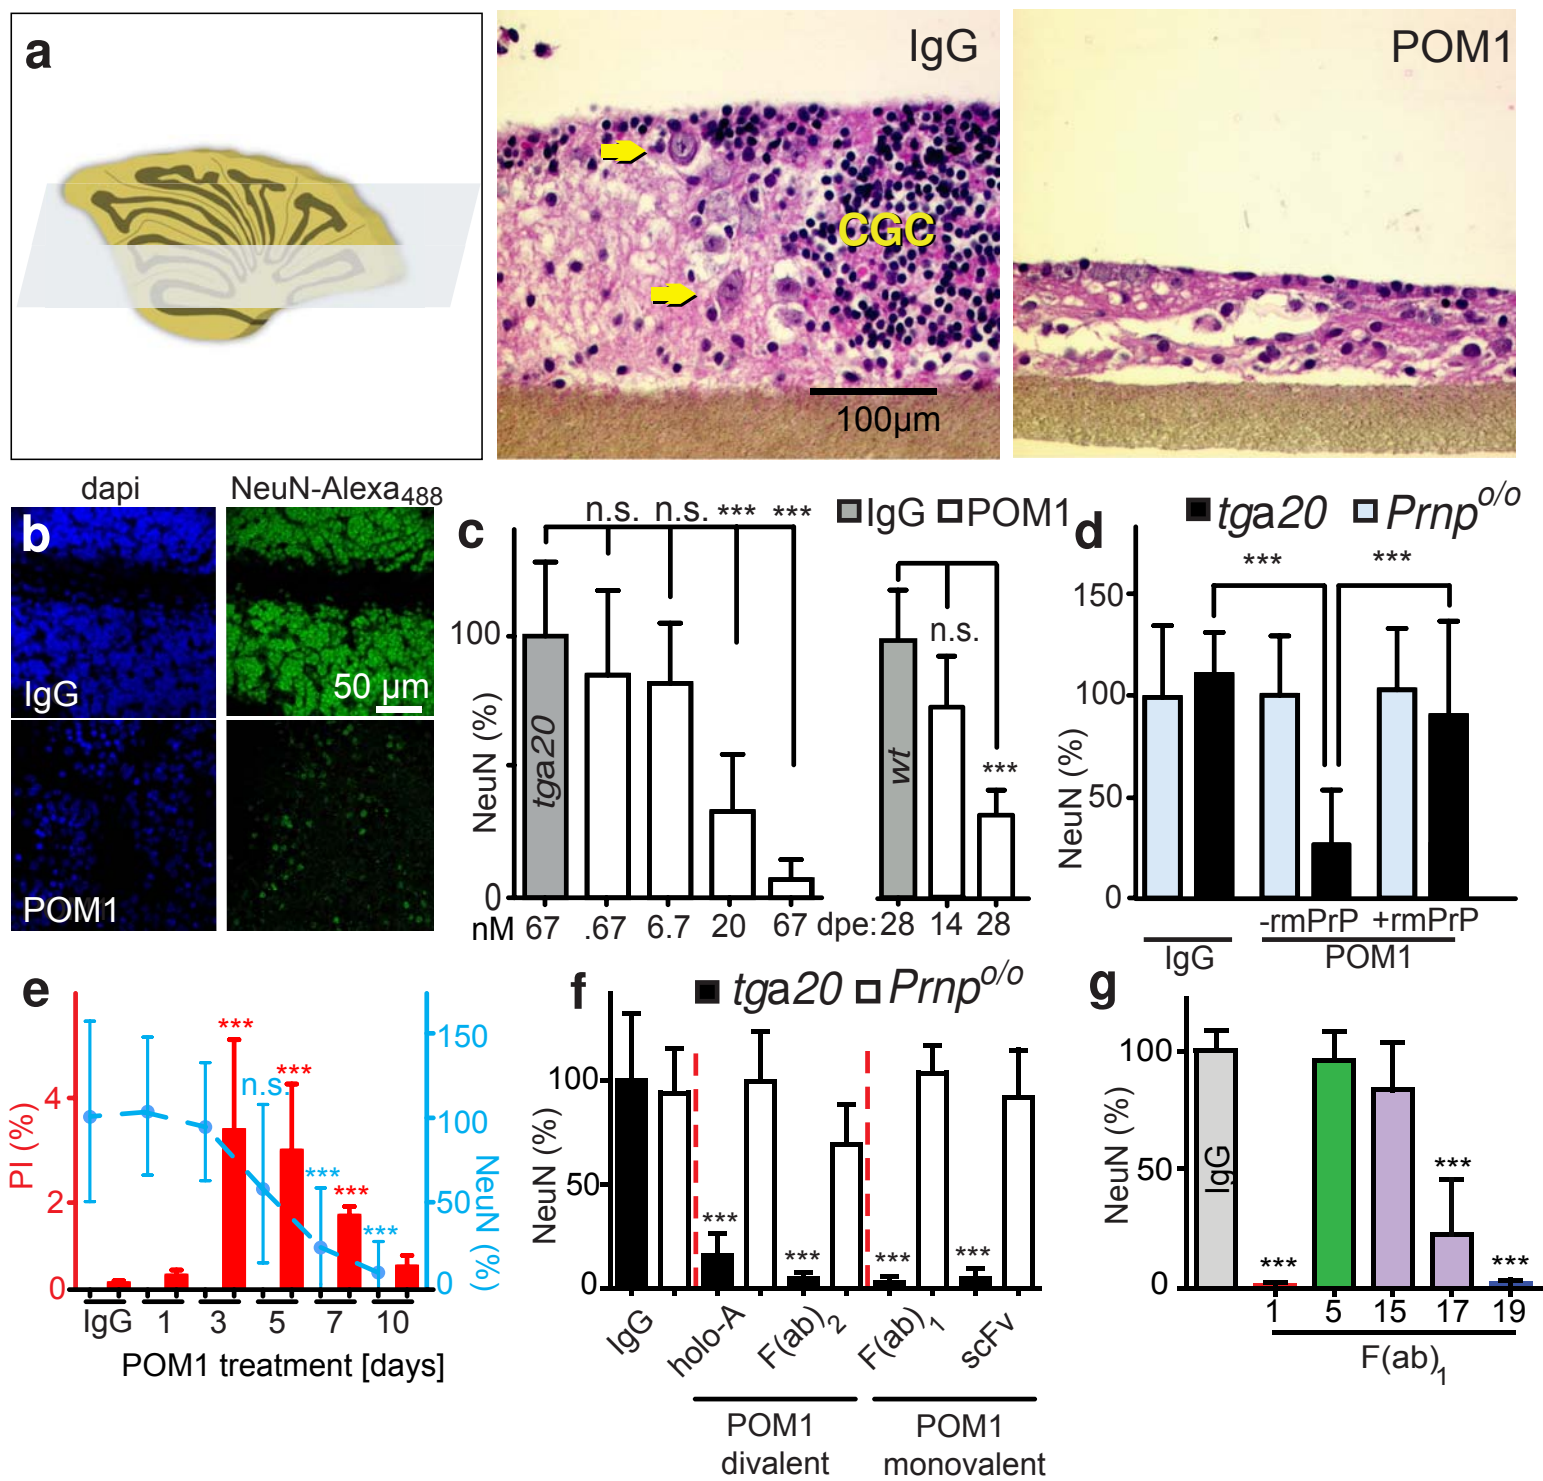 a
IgG
POM1
CGC
100µm
dapi
NeuN-Alexa488
b
IgG
50 µm
POM1
c
n.s. n.s. *** ***
IgG POM1
NeuN (%)
100
0
tga20
nM 67 .67 6.7 20 67
n.s.
***
wt
dpe: 28 14 28
d
tga20 Prnpo/o
*** ***
NeuN (%)
150
100
50
0
-rmPrP +rmPrP
IgG POM1
e
PI (%)
4
2
0
***
n.s.
***
***
***
***
150
100
50
0
NeuN (%)
IgG 1 3 5 7 10
POM1 treatment [days]
f
tga20 Prnpo/o
NeuN (%)
100
50
0
*** *** *** ***
IgG holo-A F(ab)2 F(ab)1 scFv
POM1 POM1
divalent monovalent
g
NeuN (%)
100
50
0
IgG
*** *** ***
1 5 15 17 19
F(ab)1